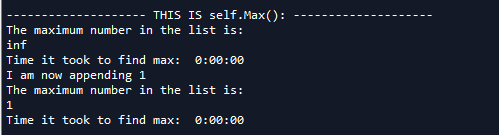 -------------------- THIS IS self.Max(): --------------------
The maximum number in the list is:
inf
Time it took to find max:  0:00:00
I am now appending 1
The maximum number in the list is:
1
Time it took to find max:  0:00:00